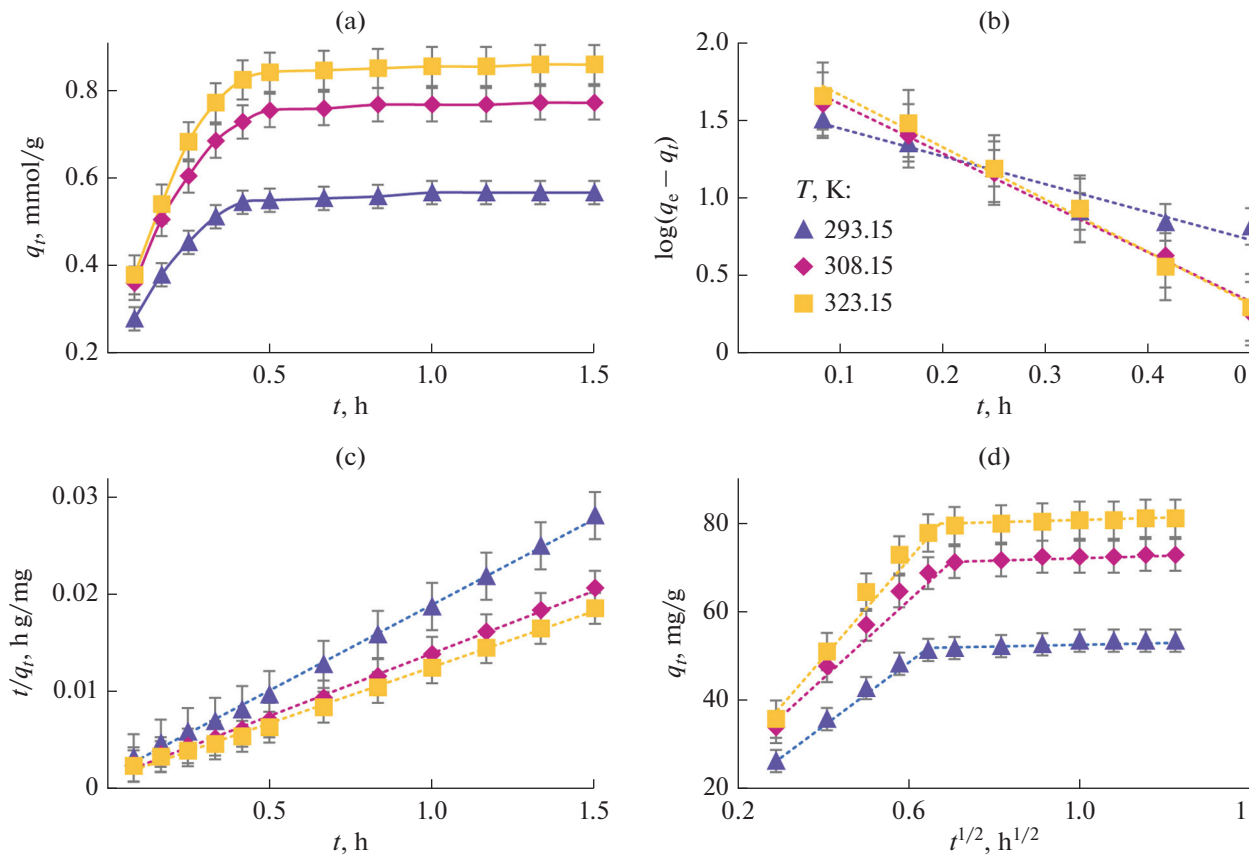 (a)
qt, mmol/g
0.8
0.6
0.4
0.2
0.5
1.0
1.5
t, h
(b)
log(qe − qt)
2.0
1.5
1.0
0.5
0
T, K:
293.15
308.15
323.15
0.1
0.2
0.3
0.4
0
t, h
(c)
t/qt, h g/mg
0.03
0.02
0.01
0
0.5
1.0
1.5
t, h
(d)
qt, mg/g
80
60
40
20
0.2
0.6
1.0
1
t1/2, h1/2